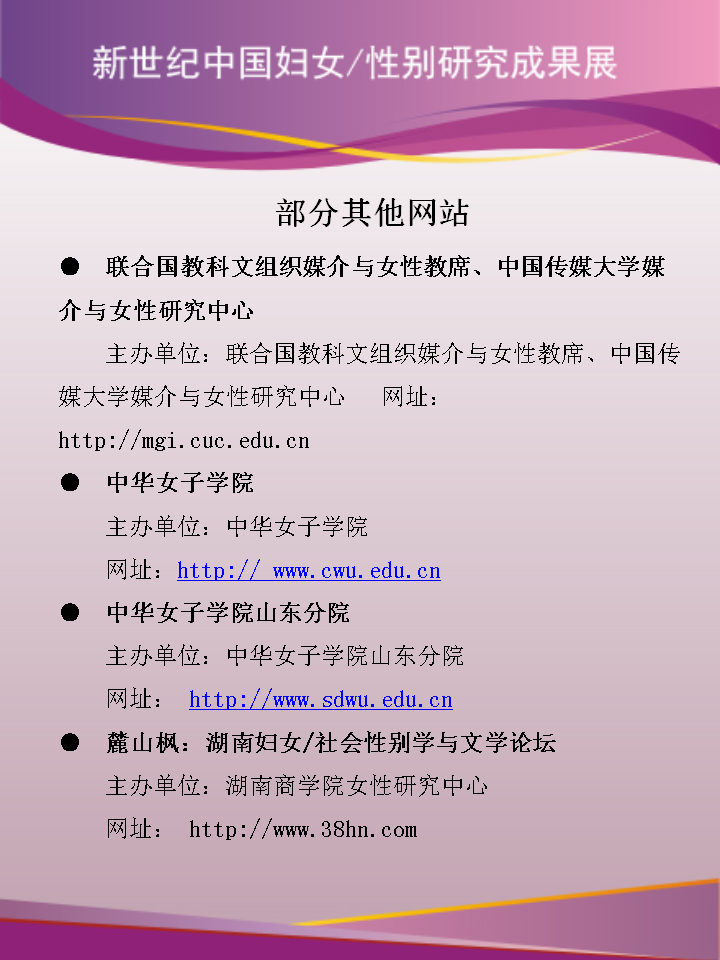 新世纪中国妇女/性别研究成果展
部分其他网站
● 联合国教科文组织媒介与女性教席、中国传媒大学媒
介与女性研究中心
主办单位：联合国教科文组织媒介与女性教席、中国传
媒大学媒介与女性研究中心 网址：
http://mgi.cuc.edu.cn
● 中华女子学院
主办单位：中华女子学院
网址：http:// www.cwu.edu.cn
● 中华女子学院山东分院
主办单位：中华女子学院山东分院
网址： http://www.sdwu.edu.cn
● 麓山枫：湖南妇女/社会性别学与文学论坛
主办单位：湖南商学院女性研究中心
网址： http://www.38hn.com